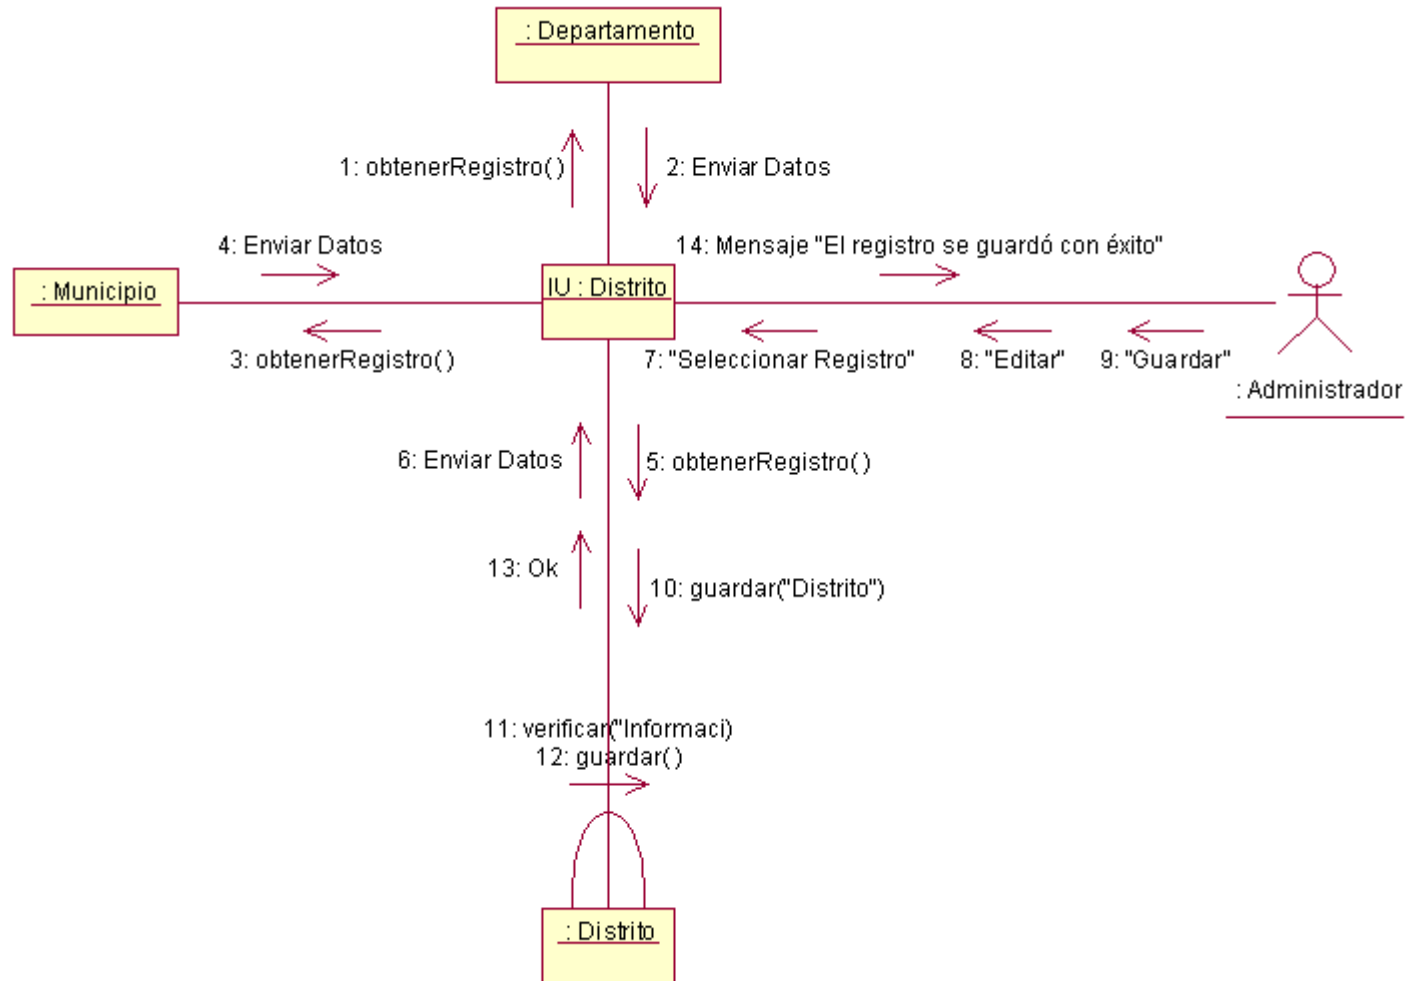 : Departamento
1: obtenerRegistro( )
2: Enviar Datos
4: Enviar Datos
14: Mensaje "El registro se guardó con éxito"
: Municipio
IU : Distrito
3: obtenerRegistro( )
7: "Seleccionar Registro"
8: "Editar"
9: "Guardar"
: Administrador
6: Enviar Datos
5: obtenerRegistro( )
13: Ok
10: guardar("Distrito")
11: verificar("Informaci)
12: guardar( )
: Distrito